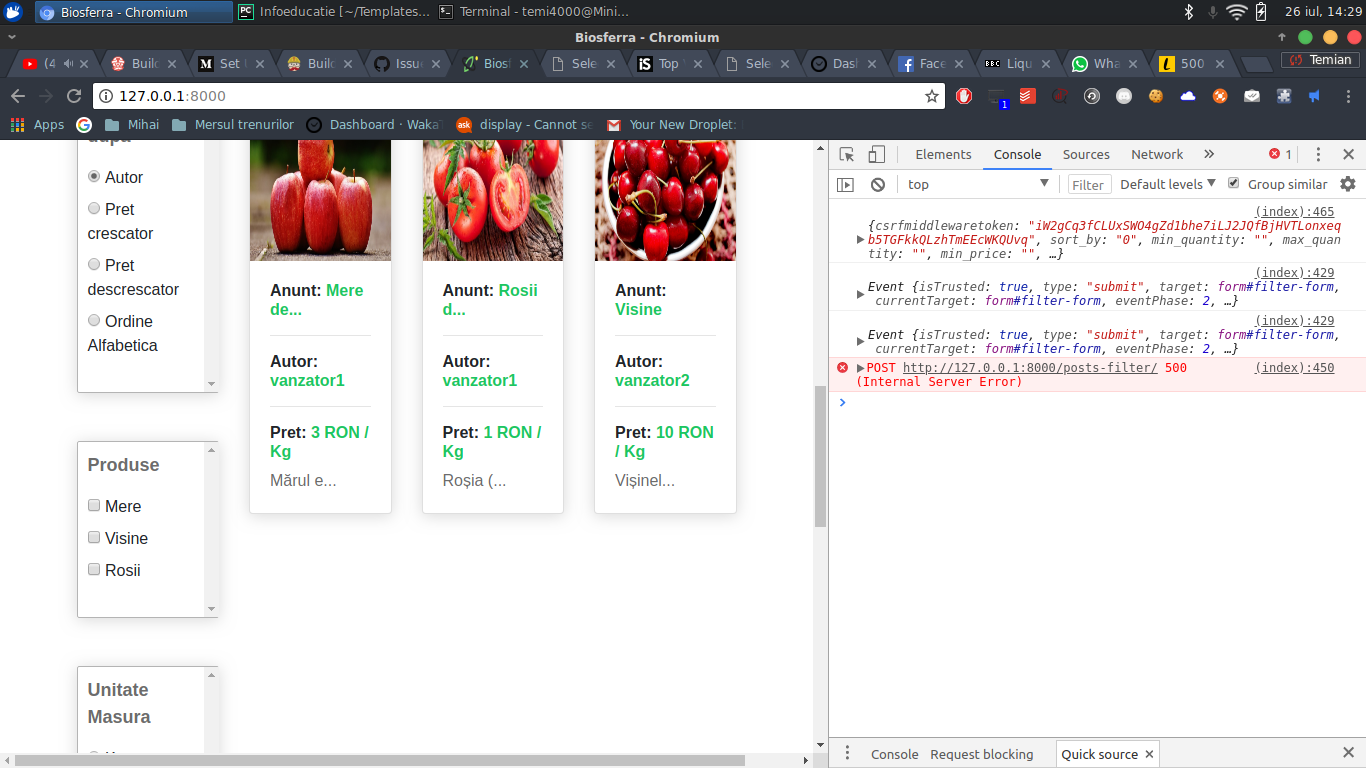 Biosferra - Chromium
Infoeducatie [~/Templates...
Terminal - temi4000@Mini...
26 iul, 14:29
Biosferra - Chromium
(4
Build
Set
Build
Issue
Biosf
Sele
Top
Sele
Dash
Face
Liqu
Wha
500
Temian
127.0.0.1:8000
1
Apps
Mihai
Mersul trenurilor
Dashboard · Waka
display - Cannot se
Your New Droplet:
Autor
Pret
crescator
Pret
descrescator
Ordine
Alfabetica
Produse
Mere
Visine
Rosii
Unitate
Masura
Anunt: Mere
de...
Autor:
vanzator1
Pret: 3 RON /
Kg
Mărul e...
Anunt: Rosii
d...
Autor:
vanzator1
Pret: 1 RON /
Kg
Roșia (...
Anunt:
Visine
Autor:
vanzator2
Pret: 10 RON
/ Kg
Vișinel...
Elements
Console
Sources
Network
1
top
Filter
Default levels
Group similar
(index):465
{csrfmiddlewaretoken: "iW2gCq3fCLUxSWO4gZd1bhe7iLJ2JQfBjHVTLonxeq
b5TGFkkQLzhTmEEcWKQUvq", sort_by: "0", min_quantity: "", max_quan
tity: "", min_price: "", …}
(index):429
Event {isTrusted: true, type: "submit", target: form#filter-form,
currentTarget: form#filter-form, eventPhase: 2, …}
(index):429
Event {isTrusted: true, type: "submit", target: form#filter-form,
currentTarget: form#filter-form, eventPhase: 2, …}
POST http://127.0.0.1:8000/posts-filter/ 500 (index):450
(Internal Server Error)
Console
Request blocking
Quick source